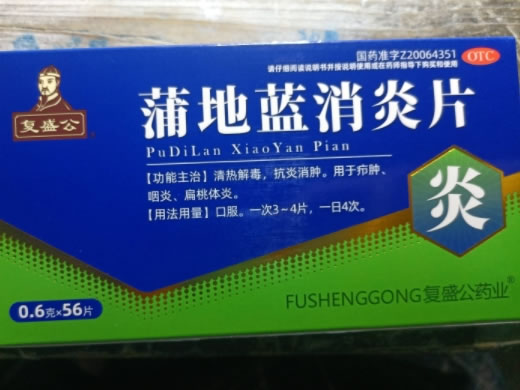 国药准字Z20064351
OTC
请仔细阅读说明书并按说明使用或在药师指导下购买和使用
复盛公
蒲地蓝消炎片
PuDiLan XiaoYan Pian
【功能主治】清热解毒，抗炎消肿。用于疖肿、
咽炎、扁桃体炎。
【用法用量】口服。一次3~4片，一日4次。
炎
FUSHENGGONG复盛公药业®
0.6克×56片